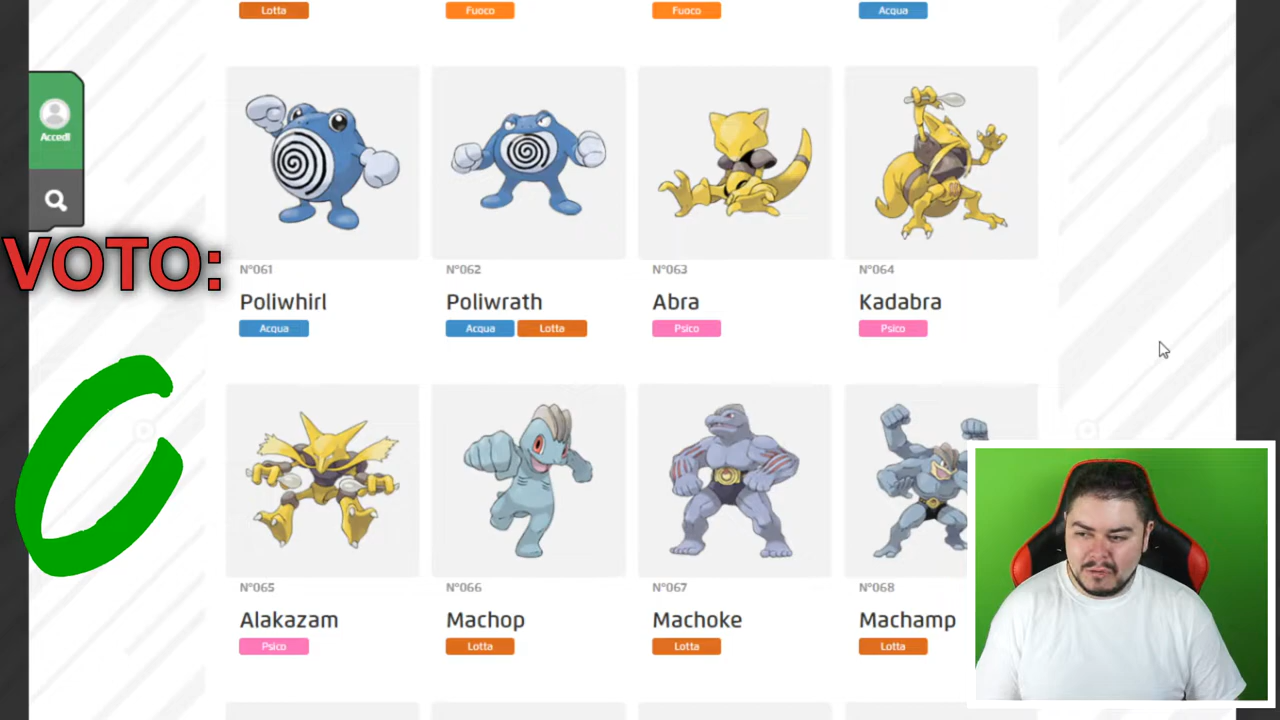 Lotta
Fuoco
Fuoco
Acqua
Accedi
VOTO:
N°061
N°062
N°063
N°064
Poliwhirl
Poliwrath
Abra
Kadabra
Acqua
Acqua Lotta
Psico
Psico
N°065
N°066
N°067
N°068
Alakazam
Machop
Machoke
Machamp
Psico
Lotta
Lotta
Lotta